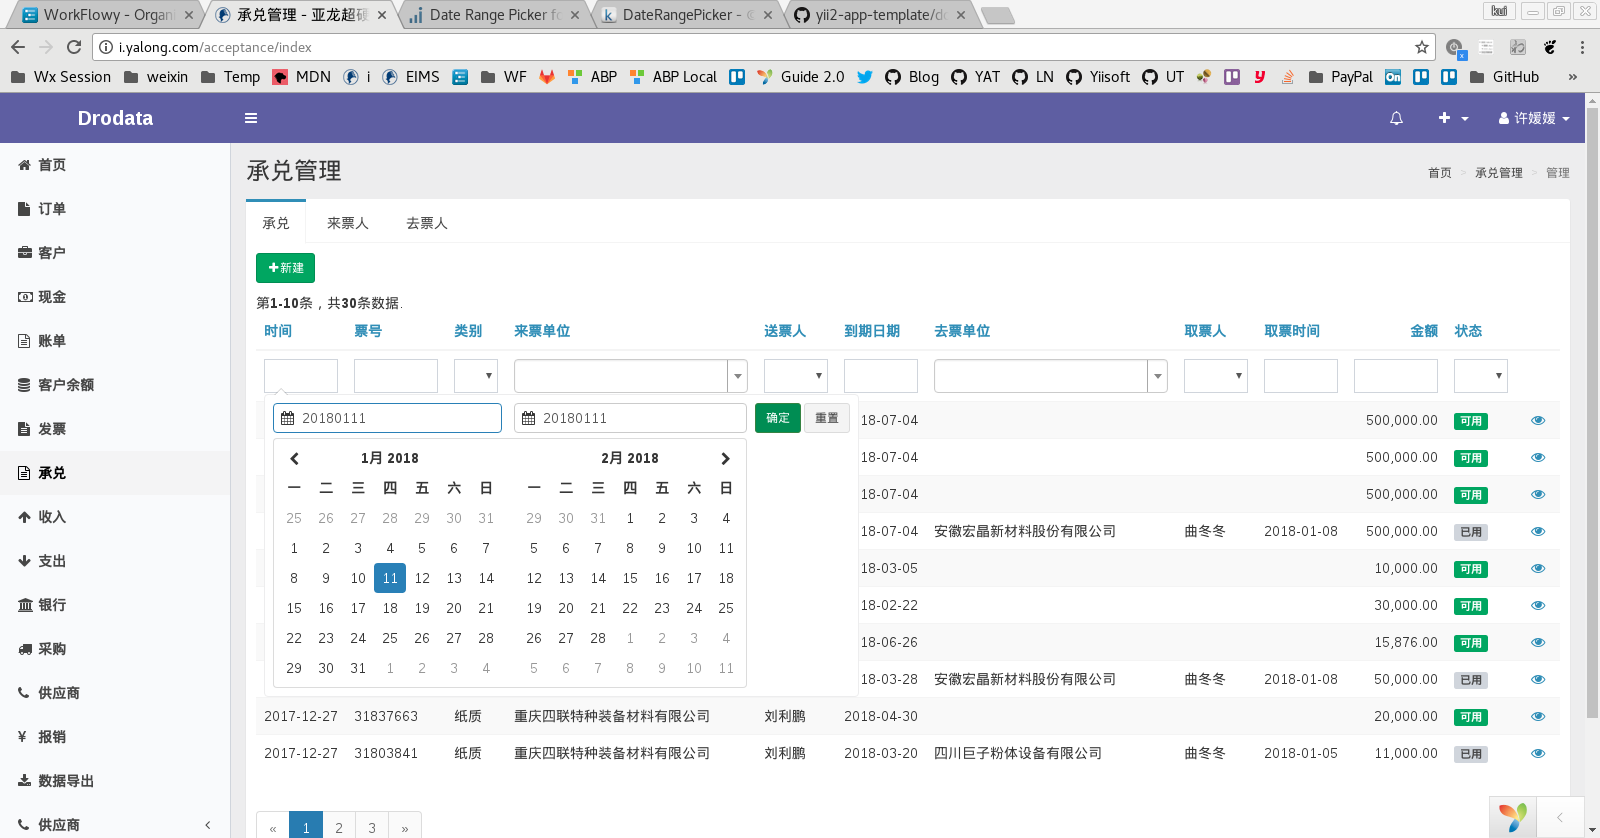 WorkFlowy - Organi
承兑管理 - 亚龙超硬
Date Range Picker fo
DateRangePicker - ©
yii2-app-template/do
kui
i.yalong.com/acceptance/index
Wx Session weixin Temp MDN i EIMS WF ABP ABP Local Guide 2.0 Blog YAT LN Yiisoft UT PayPal On GitHub »
Drodata
许媛媛
首页
订单
客户
现金
账单
客户余额
发票
承兑
收入
支出
银行
采购
供应商
¥ 报销
数据导出
供应商
承兑管理
首页 > 承兑管理 > 管理
承兑 来票人 去票人
新建
第1-10条，共30条数据.
时间 票号 类别 来票单位 送票人 到期日期 去票单位 取票人 取票时间 金额 状态
20180111 20180111 确定 重置
1月 2018 2月 2018
一 二 三 四 五 六 日 一 二 三 四 五 六 日
25 26 27 28 29 30 31 29 30 31 1 2 3 4
1 2 3 4 5 6 7 5 6 7 8 9 10 11
8 9 10 11 12 13 14 12 13 14 15 16 17 18
15 16 17 18 19 20 21 19 20 21 22 23 24 25
22 23 24 25 26 27 28 26 27 28 1 2 3 4
29 30 31 1 2 3 4 5 6 7 8 9 10 11
18-07-04 500,000.00 可用
18-07-04 500,000.00 可用
18-07-04 500,000.00 可用
18-07-04 安徽宏晶新材料股份有限公司 曲冬冬 2018-01-08 500,000.00 已用
18-03-05 10,000.00 可用
18-02-22 30,000.00 可用
18-06-26 15,876.00 可用
18-03-28 安徽宏晶新材料股份有限公司 曲冬冬 2018-01-08 50,000.00 已用
2017-12-27 31837663 纸质 重庆四联特种装备材料有限公司 刘利鹏 2018-04-30 20,000.00 可用
2017-12-27 31803841 纸质 重庆四联特种装备材料有限公司 刘利鹏 2018-03-20 四川巨子粉体设备有限公司 曲冬冬 2018-01-05 11,000.00 已用
« 1 2 3 »